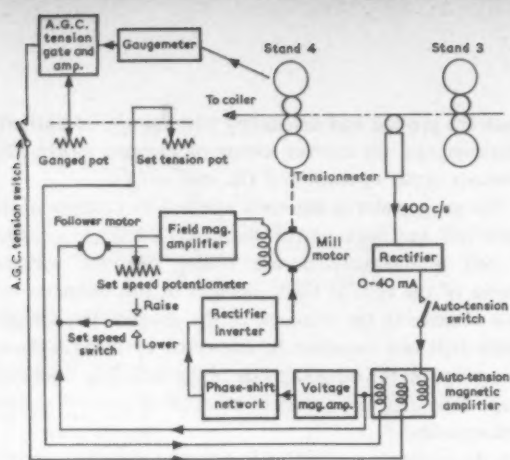 A.G.C.
tension
gate and
amp.
Gaugemeter
Stand 4
Stand 3
To coiler
Ganged pot
Set tension pot
A.G.C. tension switch
Tensionmeter
400 c/s
Follower motor
Field mag.
amplifier
Mill
motor
Rectifier
Set speed potentiometer
0-40 mA
Raise
Rectifier
inverter
Auto-tension
switch
Set speed
switch
Lower
Phase-shift
network
Voltage
mag. amp.
Auto-tension
magnetic
amplifier